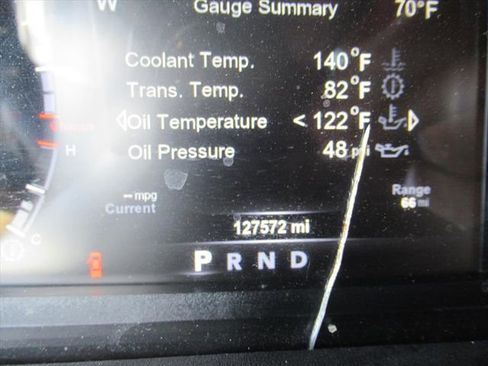 W Gauge Summary 70°F
Coolant Temp. 140°F
Trans. Temp. 82°F
Oil Temperature < 122°F
H Oil Pressure 48 psi
-- mpg Range
Current 66 mi
127572 mi
C
P R N D